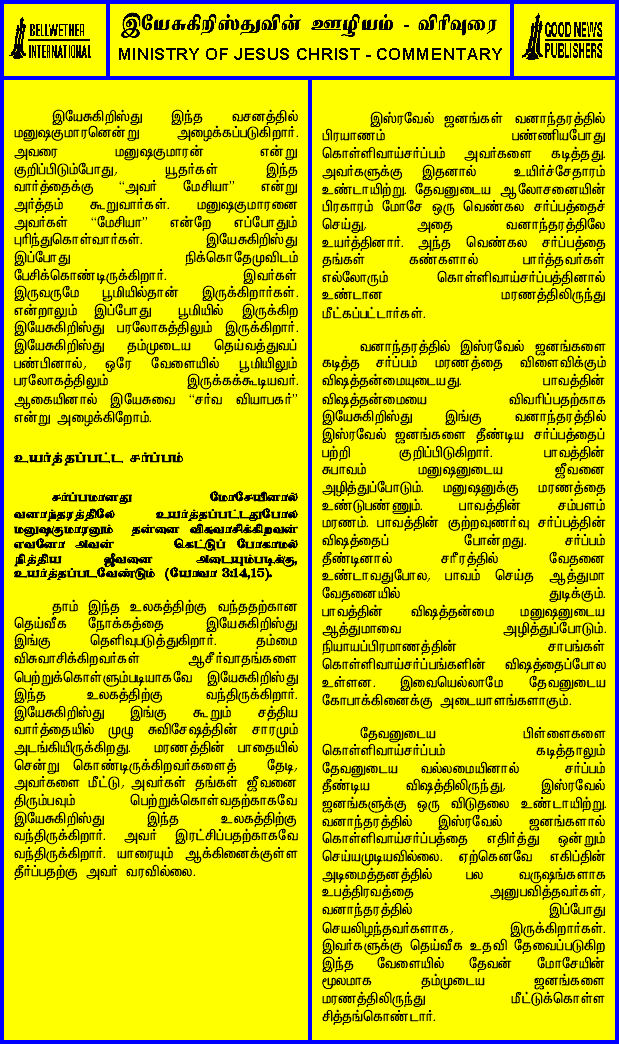 BELLWETHER
INTERNATIONAL
இயேசுகிறிஸ்துவின் ஊழியம் - விரிவுரை
MINISTRY OF JESUS CHRIST - COMMENTARY
GOOD NEWS
PUBLISHERS
இயேசுகிறிஸ்து இந்த வசனத்தில்
மனுஷகுமாரனென்று அழைக்கப்படுகிறார்.
அவரை மனுஷகுமாரன் என்று
குறிப்பிடும்போது, யூதர்கள் இந்த
வார்த்தைக்கு “அவர் மேசியா” என்று
அர்த்தம் கூறுவார்கள். மனுஷகுமாரனை
அவர்கள் “மேசியா” என்றே எப்போதும்
புரிந்துகொள்வார்கள். இயேசுகிறிஸ்து
இப்போது நிக்கொதேமுவிடம்
பேசிக்கொண்டிருக்கிறார். இவர்கள்
இருவருமே பூமியில்தான் இருக்கிறார்கள்.
என்றாலும் இப்போது பூமியில் இருக்கிற
இயேசுகிறிஸ்து பரலோகத்திலும் இருக்கிறார்.
இயேசுகிறிஸ்து தம்முடைய தெய்வத்துவப்
பண்பினால், ஒரே வேளையில் பூமியிலும்
பரலோகத்திலும் இருக்கக்கூடியவர்.
ஆகையினால் இயேசுவை “சர்வ வியாபகர்”
என்று அழைக்கிறோம்.
உயர்த்தப்பட்ட சர்ப்பம்
சர்ப்பமானது மோசேயினால்
வனாந்தரத்திலே உயர்த்தப்பட்டதுபோல
மனுஷகுமாரனும் தன்னை விசுவாசிக்கிறவன்
எவனோ அவன் கெட்டுப் போகாமல்
நித்திய ஜீவனை அடையும்படிக்கு,
உயர்த்தப்படவேண்டும் (யோவா 3:14,15).
தாம் இந்த உலகத்திற்கு வந்ததற்கான
தெய்வீக நோக்கத்தை இயேசுகிறிஸ்து
இங்கு தெளிவுபடுத்துகிறார். தம்மை
விசுவாசிக்கிறவர்கள் ஆசீர்வாதங்களை
பெற்றுக்கொள்ளும்படியாகவே இயேசுகிறிஸ்து
இந்த உலகத்திற்கு வந்திருக்கிறார்.
இயேசுகிறிஸ்து இங்கு கூறும் சத்திய
வார்த்தையில் முழு சுவிசேஷத்தின் சாரமும்
அடங்கியிருக்கிறது. மரணத்தின் பாதையில்
சென்று கொண்டிருக்கிறவர்களைத் தேடி,
அவர்களை மீட்டு, அவர்கள் தங்கள் ஜீவனை
திரும்பவும் பெற்றுக்கொள்வதற்காகவே
இயேசுகிறிஸ்து இந்த உலகத்திற்கு
வந்திருக்கிறார். அவர் இரட்சிப்பதற்காகவே
வந்திருக்கிறார். யாரையும் ஆக்கினைக்குள்ள
தீர்ப்பதற்கு அவர் வரவில்லை.
இஸ்ரவேல் ஜனங்கள் வனாந்தரத்தில்
பிரயாணம் பண்ணியபோது
கொள்ளிவாய்சர்ப்பம் அவர்களை கடித்தது.
அவர்களுக்கு இதனால் உயிர்ச்சேதாரம்
உண்டாயிற்று. தேவனுடைய ஆலோசனையின்
பிரகாரம் மோசே ஒரு வெண்கல சர்ப்பத்தைச்
செய்து, அதை வனாந்தரத்திலே
உயர்த்தினார். அந்த வெண்கல சர்ப்பத்தை
தங்கள் கண்களால் பார்த்தவர்கள்
எல்லோரும் கொள்ளிவாய்சர்ப்பத்தினால்
உண்டான மரணத்திலிருந்து
மீட்கப்பட்டார்கள்.
வனாந்தரத்தில் இஸ்ரவேல் ஜனங்களை
கடித்த சர்ப்பம் மரணத்தை விளைவிக்கும்
விஷத்தன்மையுடையது. பாவத்தின்
விஷத்தன்மையை விவரிப்பதற்காக
இயேசுகிறிஸ்து இங்கு வனாந்தரத்தில்
இஸ்ரவேல் ஜனங்களை தீண்டிய சர்ப்பத்தைப்
பற்றி குறிப்பிடுகிறார். பாவத்தின்
சுபாவம் மனுஷனுடைய ஜீவனை
அழித்துப்போடும். மனுஷனுக்கு மரணத்தை
உண்டுபண்ணும். பாவத்தின் சம்பளம்
மரணம். பாவத்தின் குற்றவுணர்வு சர்ப்பத்தின்
விஷத்தைப் போன்றது. சர்ப்பம்
தீண்டினால் சரீரத்தில் வேதனை
உண்டாவதுபோல, பாவம் செய்த ஆத்துமா
வேதனையில் துடிக்கும்.
பாவத்தின் விஷத்தன்மை மனுஷனுடைய
ஆத்துமாவை அழித்துப்போடும்.
நியாயப்பிரமாணத்தின் சாபங்கள்
கொள்ளிவாய்சர்ப்பங்களின் விஷத்தைப்போல
உள்ளன. இவையெல்லாமே தேவனுடைய
கோபாக்கினைக்கு அடையாளங்களாகும்.
தேவனுடைய பிள்ளைகளை
கொள்ளிவாய்சர்ப்பம் கடித்தாலும்
தேவனுடைய வல்லமையினால் சர்ப்பம்
தீண்டிய விஷத்திலிருந்து, இஸ்ரவேல்
ஜனங்களுக்கு ஒரு விடுதலை உண்டாயிற்று.
வனாந்தரத்தில் இஸ்ரவேல் ஜனங்களால்
கொள்ளிவாய்சர்ப்பத்தை எதிர்த்து ஒன்றும்
செய்யமுடியவில்லை. ஏற்கெனவே எகிப்தின்
அடிமைத்தனத்தில் பல வருஷங்களாக
உபத்திரவத்தை அனுபவித்தவர்கள்,
வனாந்தரத்தில் இப்போது
செயலிழந்தவர்களாக, இருக்கிறார்கள்.
இவர்களுக்கு தெய்வீக உதவி தேவைப்படுகிற
இந்த வேளையில் தேவன் மோசேயின்
மூலமாக தம்முடைய ஜனங்களை
மரணத்திலிருந்து மீட்டுக்கொள்ள
சித்தங்கொண்டார்.